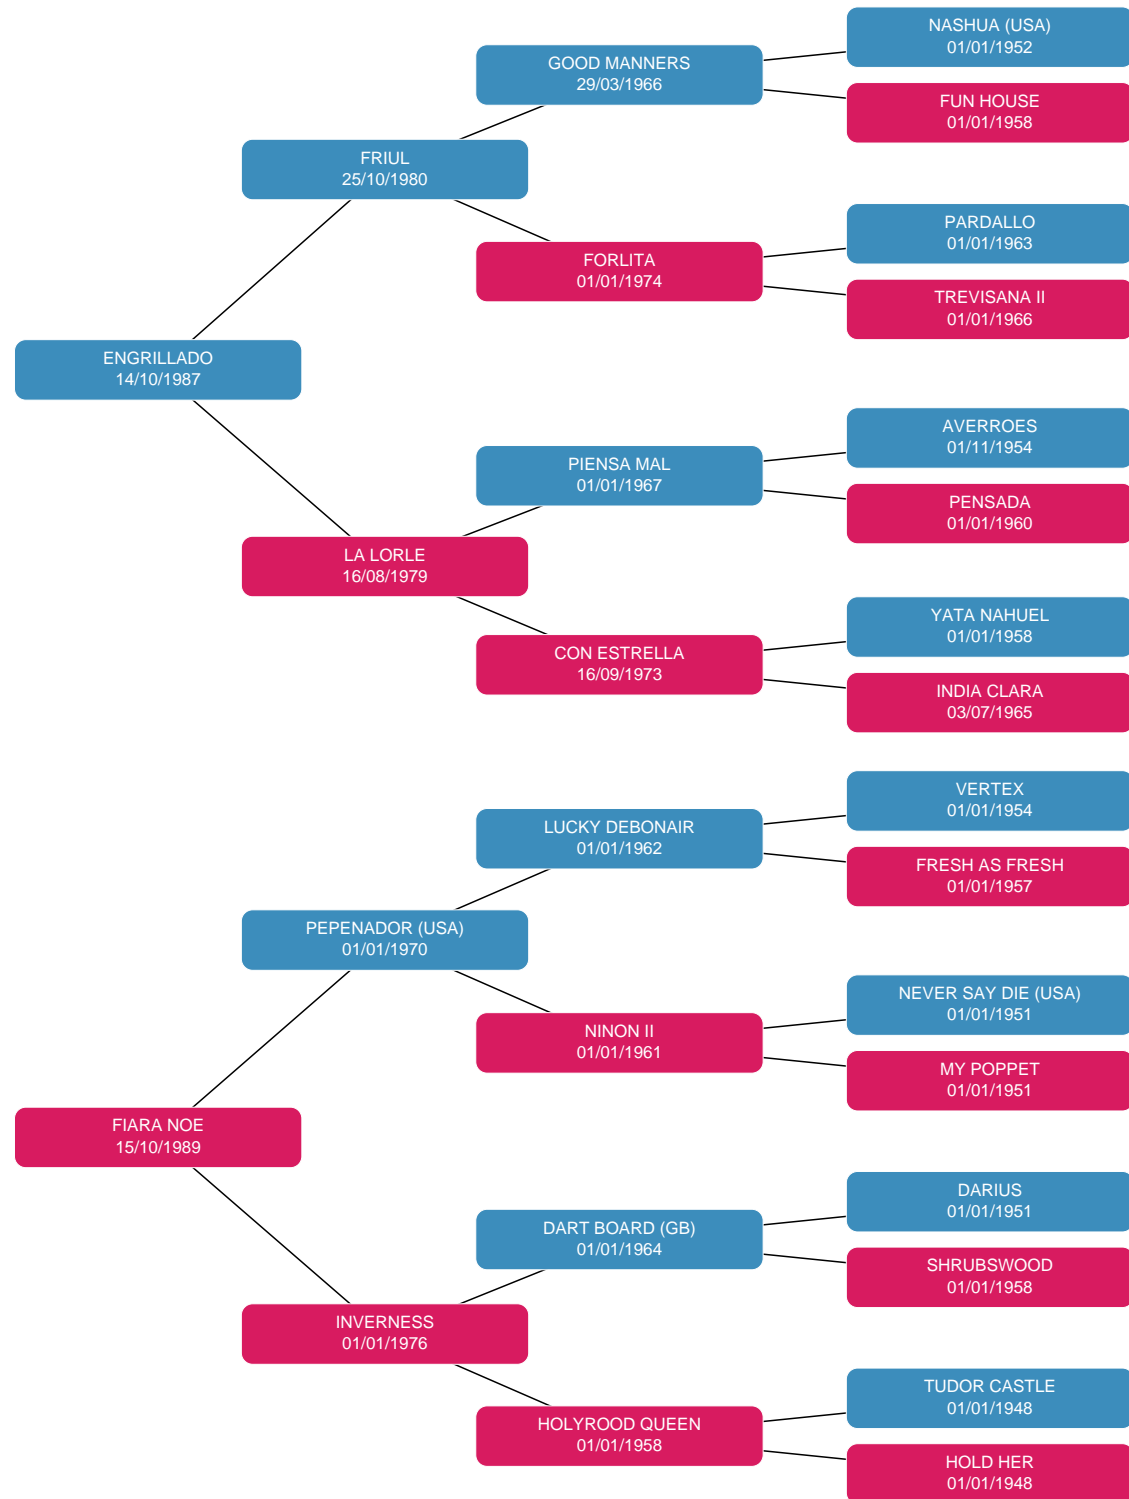 NASHUA (USA)
01/01/1952
GOOD MANNERS
29/03/1966
FUN HOUSE
01/01/1958
FRIUL
25/10/1980
PARDALLO
01/01/1963
FORLITA
01/01/1974
TREVISANA II
01/01/1966
ENGRILLADO
14/10/1987
AVERROES
01/11/1954
PIENSA MAL
01/01/1967
PENSADA
01/01/1960
LA LORLE
16/08/1979
YATA NAHUEL
01/01/1958
CON ESTRELLA
16/09/1973
INDIA CLARA
03/07/1965
VERTEX
01/01/1954
LUCKY DEBONAIR
01/01/1962
FRESH AS FRESH
01/01/1957
PEPENADOR (USA)
01/01/1970
NEVER SAY DIE (USA)
01/01/1951
NINON II
01/01/1961
MY POPPET
01/01/1951
FIARA NOE
15/10/1989
DARIUS
01/01/1951
DART BOARD (GB)
01/01/1964
SHRUBSWOOD
01/01/1958
INVERNESS
01/01/1976
TUDOR CASTLE
01/01/1948
HOLYROOD QUEEN
01/01/1958
HOLD HER
01/01/1948